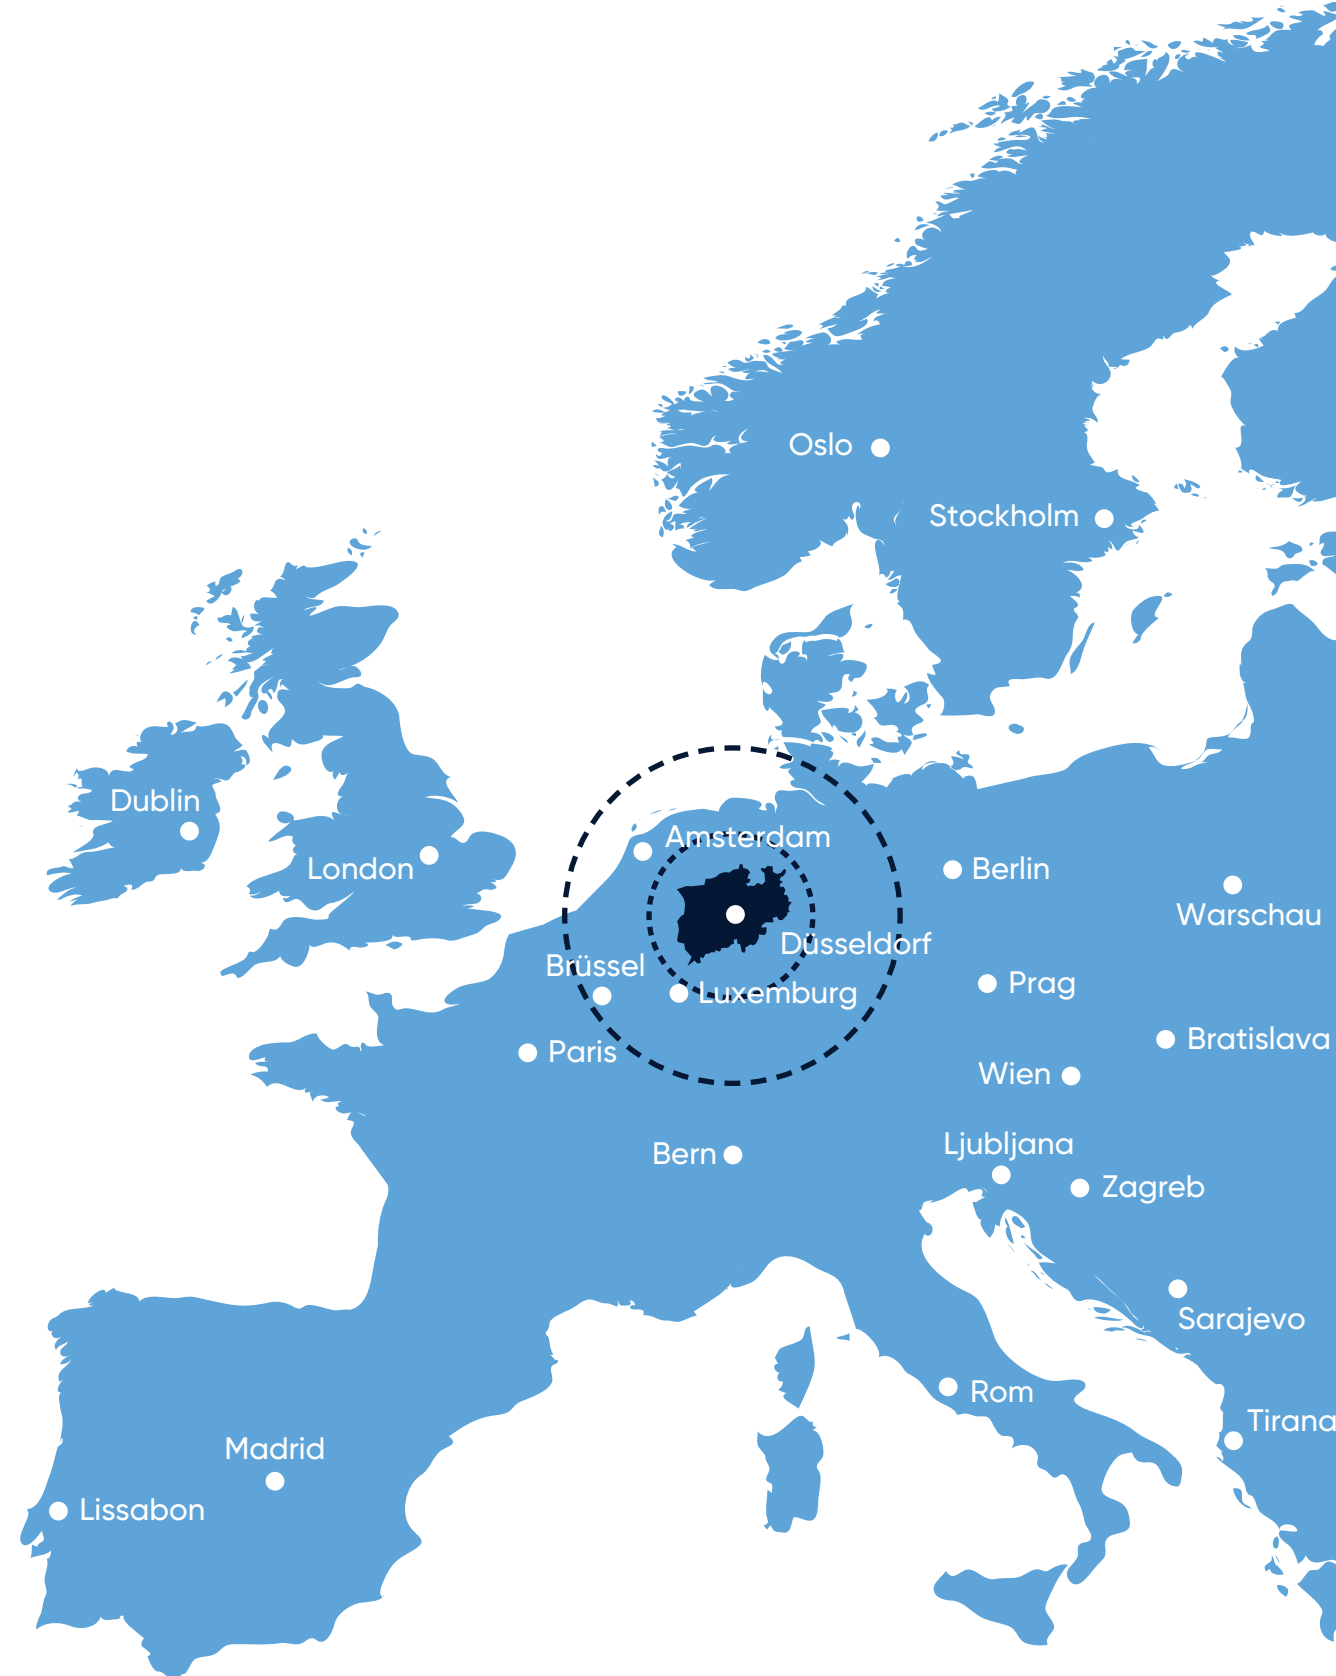 Oslo
Stockholm
Dublin
Amsterdam
London
Berlin
Warschau
Düsseldorf
Brüssel
Prag
Luxemburg
Bratislava
Paris
Wien
Ljubljana
Bern
Zagreb
Sarajevo
Rom
Tirana
Madrid
Lissabon